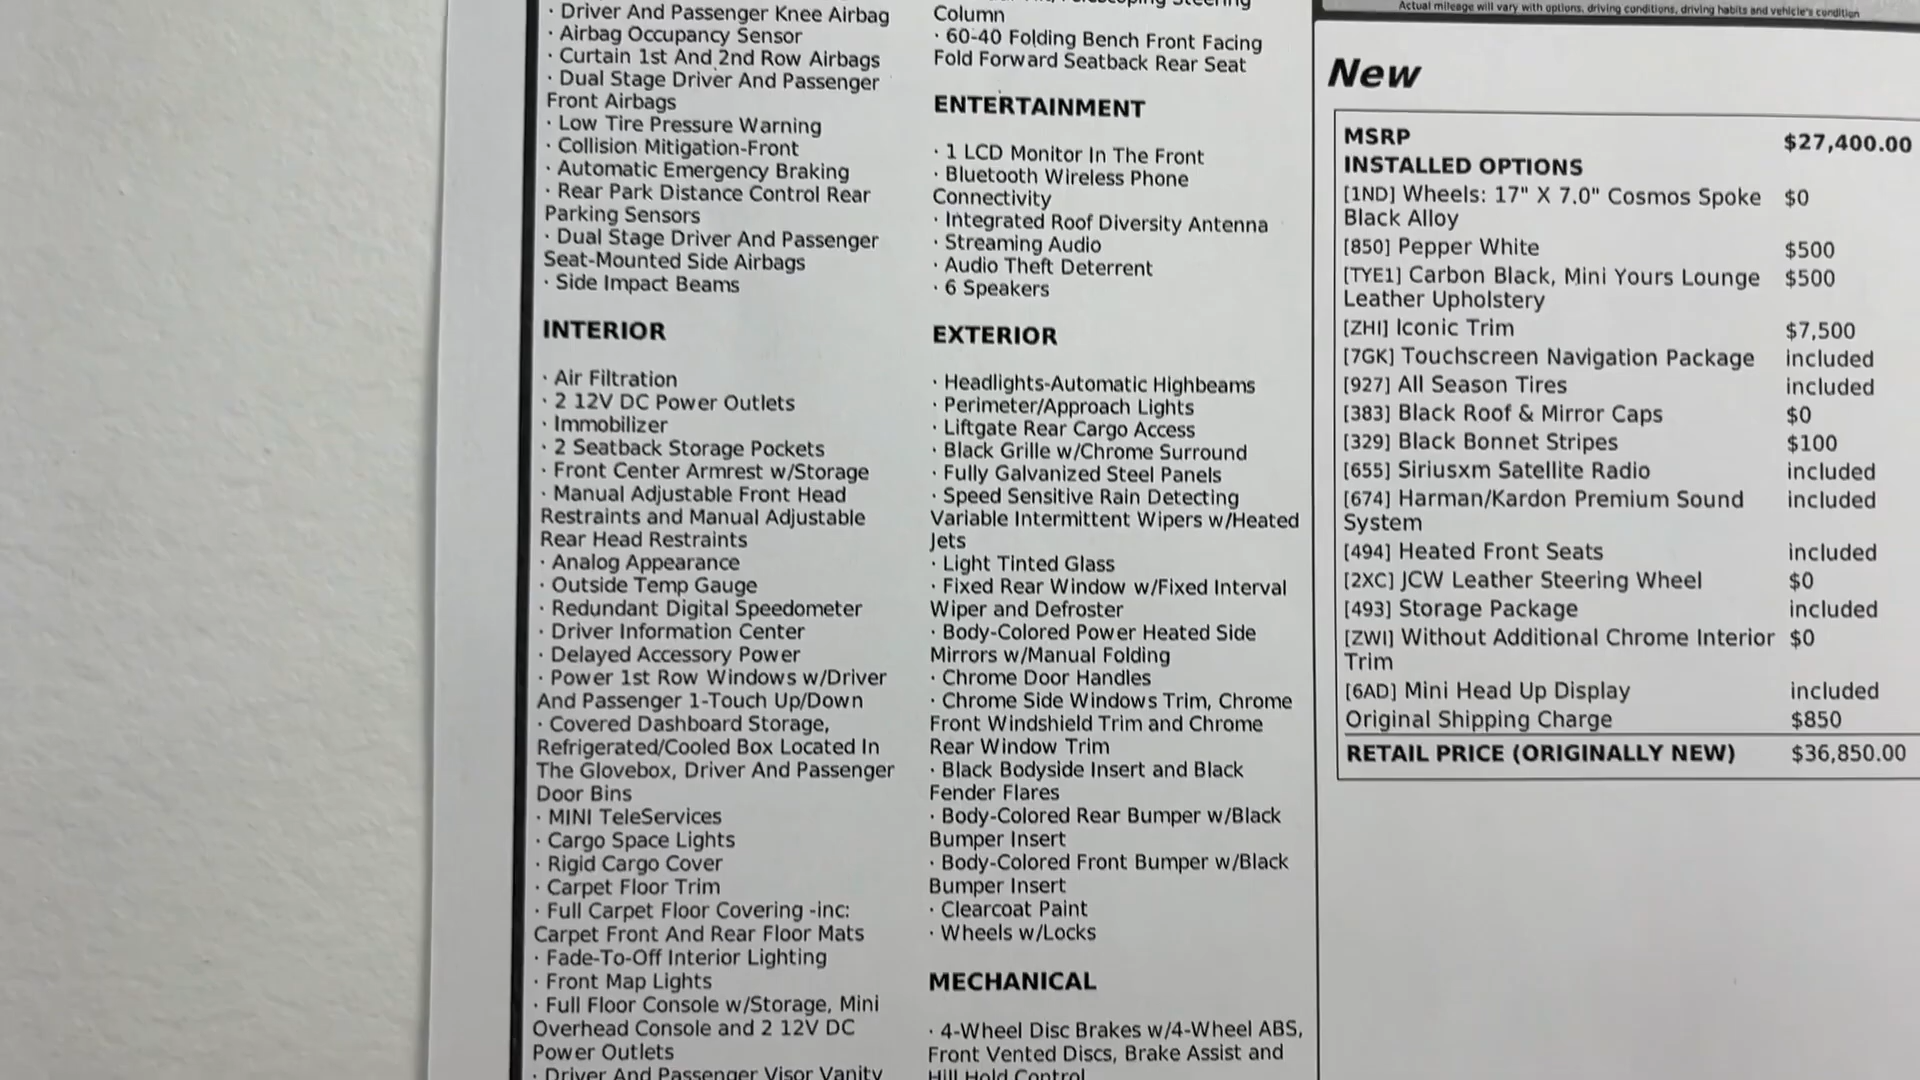 · Driver And Passenger Knee Airbag
· Airbag Occupancy Sensor
· Curtain 1st And 2nd Row Airbags
· Dual Stage Driver And Passenger
Front Airbags
· Low Tire Pressure Warning
· Collision Mitigation-Front
· Automatic Emergency Braking
· Rear Park Distance Control Rear
Parking Sensors
· Dual Stage Driver And Passenger
Seat-Mounted Side Airbags
· Side Impact Beams
INTERIOR
· Air Filtration
· 2 12V DC Power Outlets
· Immobilizer
· 2 Seatback Storage Pockets
· Front Center Armrest w/Storage
· Manual Adjustable Front Head
Restraints and Manual Adjustable
Rear Head Restraints
· Analog Appearance
· Outside Temp Gauge
· Redundant Digital Speedometer
· Driver Information Center
· Delayed Accessory Power
· Power 1st Row Windows w/Driver
And Passenger 1-Touch Up/Down
· Covered Dashboard Storage,
Refrigerated/Cooled Box Located In
The Glovebox, Driver And Passenger
Door Bins
· MINI TeleServices
· Cargo Space Lights
· Rigid Cargo Cover
· Carpet Floor Trim
· Full Carpet Floor Covering -inc:
Carpet Front And Rear Floor Mats
· Fade-To-Off Interior Lighting
· Front Map Lights
· Full Floor Console w/Storage, Mini
Overhead Console and 2 12V DC
Power Outlets
· Driver And Passenger Visor Vanity
Telescoping Steering
Column
· 60-40 Folding Bench Front Facing
Fold Forward Seatback Rear Seat
ENTERTAINMENT
· 1 LCD Monitor In The Front
· Bluetooth Wireless Phone
Connectivity
· Integrated Roof Diversity Antenna
· Streaming Audio
· Audio Theft Deterrent
· 6 Speakers
EXTERIOR
· Headlights-Automatic Highbeams
· Perimeter/Approach Lights
· Liftgate Rear Cargo Access
· Black Grille w/Chrome Surround
· Fully Galvanized Steel Panels
· Speed Sensitive Rain Detecting
Variable Intermittent Wipers w/Heated
Jets
· Light Tinted Glass
· Fixed Rear Window w/Fixed Interval
Wiper and Defroster
· Body-Colored Power Heated Side
Mirrors w/Manual Folding
· Chrome Door Handles
· Chrome Side Windows Trim, Chrome
Front Windshield Trim and Chrome
Rear Window Trim
· Black Bodyside Insert and Black
Fender Flares
· Body-Colored Rear Bumper w/Black
Bumper Insert
· Body-Colored Front Bumper w/Black
Bumper Insert
· Clearcoat Paint
· Wheels w/Locks
MECHANICAL
· 4-Wheel Disc Brakes w/4-Wheel ABS,
Front Vented Discs, Brake Assist and
Hill Hold Control
Actual mileage will vary with options, driving conditions, driving habits and vehicle's condition
New
MSRP $27,400.00
INSTALLED OPTIONS
[1ND] Wheels: 17" X 7.0" Cosmos Spoke $0
Black Alloy
[850] Pepper White $500
[TYE1] Carbon Black, Mini Yours Lounge $500
Leather Upholstery
[ZHI] Iconic Trim $7,500
[7GK] Touchscreen Navigation Package included
[927] All Season Tires included
[383] Black Roof & Mirror Caps $0
[329] Black Bonnet Stripes $100
[655] Siriusxm Satellite Radio included
[674] Harman/Kardon Premium Sound included
System
[494] Heated Front Seats included
[2XC] JCW Leather Steering Wheel $0
[493] Storage Package included
[ZWI] Without Additional Chrome Interior $0
Trim
[6AD] Mini Head Up Display included
Original Shipping Charge $850
RETAIL PRICE (ORIGINALLY NEW) $36,850.00